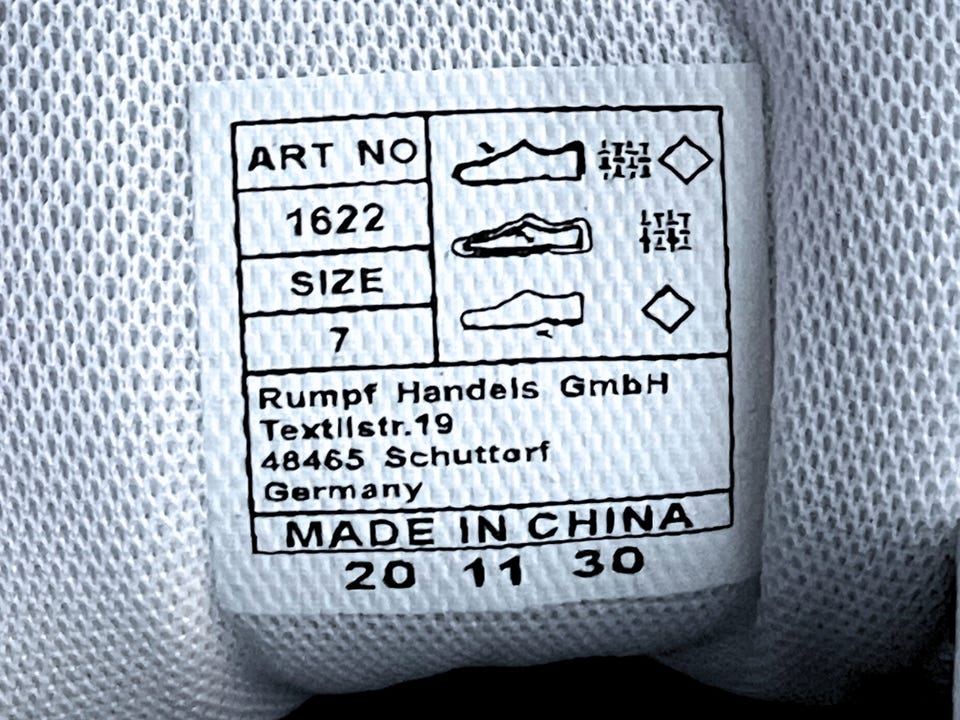 ART NO
1622
SIZE
7
Rumpf Handels GmbH
Textilstr.19
48465 Schuttorf
Germany
MADE IN CHINA
20 11 30